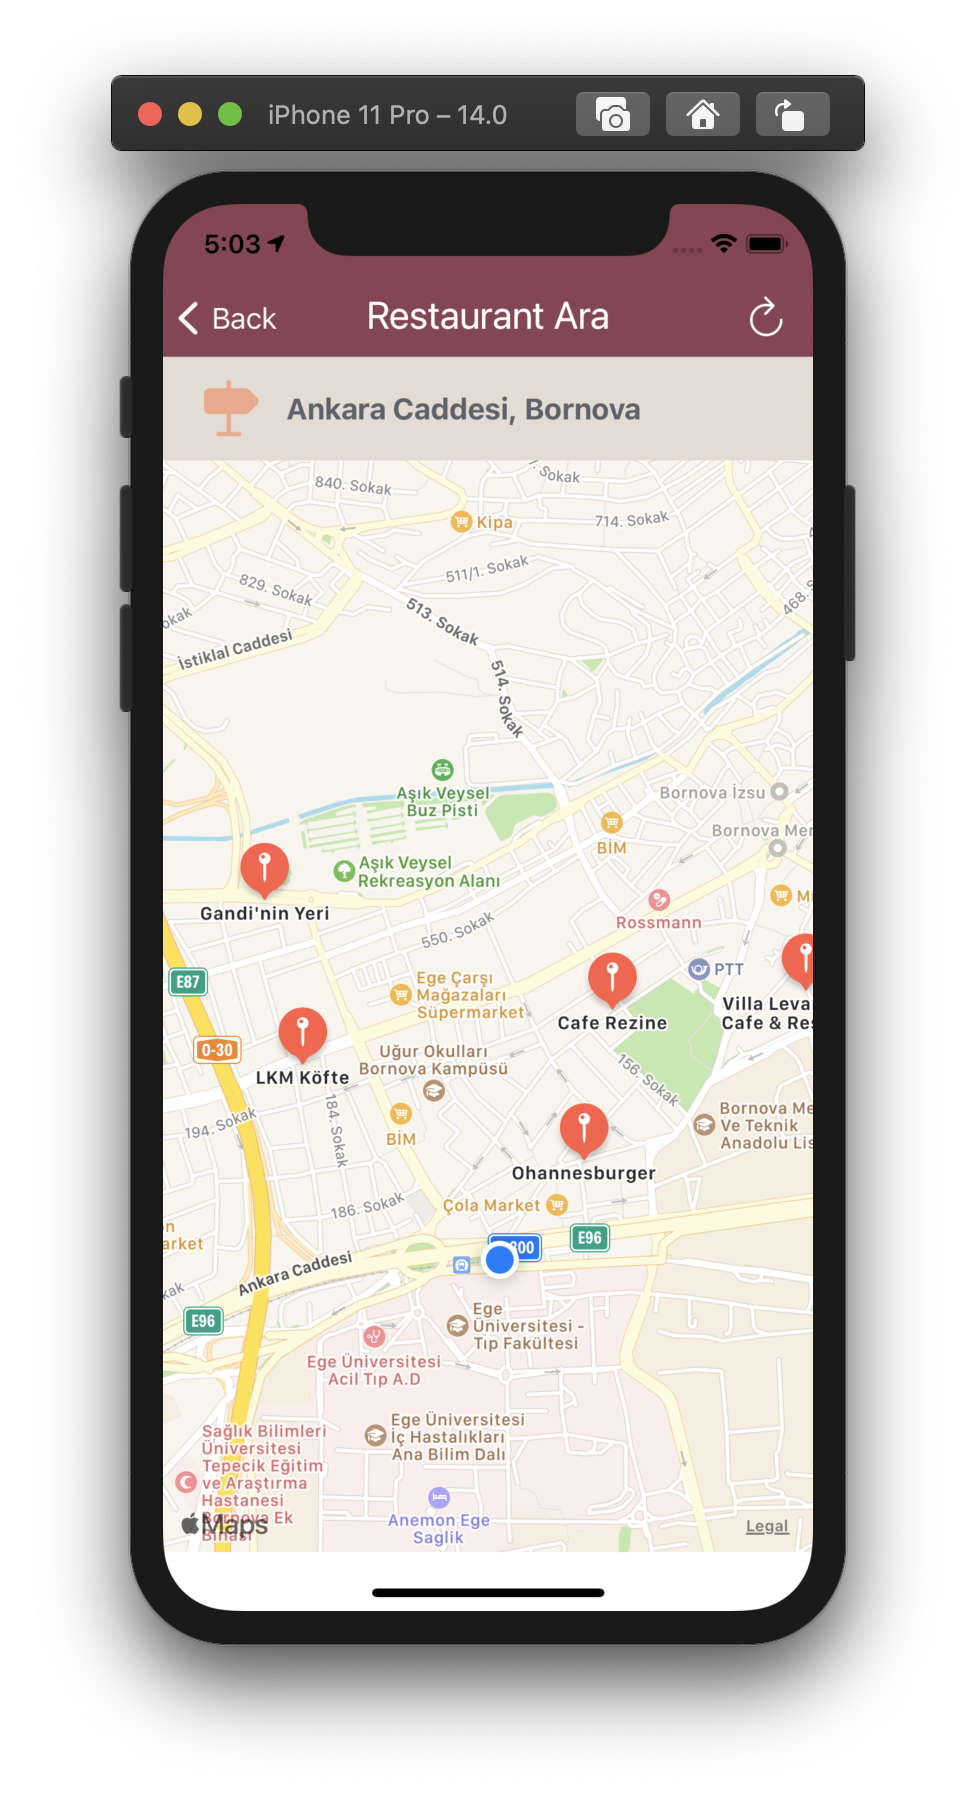 iPhone 11 Pro – 14.0
5:03
Back
Restaurant Ara
Ankara Caddesi, Bornova
840. Sokak
Sokak
Kipa
714. Sokak
511/1. Sokak
829. Sokak
468. S
okak
513. Sokak
İstiklal Caddesi
514. Sokak
Aşık Veysel
Buz Pisti
Bornova İzsu
BİM
Bornova Mer
Aşık Veysel
Rekreasyon Alanı
Gandi'nin Yeri
Mi
Rossmann
550. Sokak
E87
Ege Çarşı
Mağazaları
Süpermarket
PTT
Cafe Rezine
Villa Leva
Cafe & Res
O-30
Uğur Okulları
Bornova Kampüsü
LKM Köfte
156. Sokak
194. Sokak
184. Sokak
BİM
Bornova Me
Ve Teknik
Anadolu Lis
Ohannesburger
186. Sokak
Çola Market
n
arket
E96
300
Ankara Caddesi
kak
E96
Ege
Üniversitesi -
Tıp Fakültesi
Ege Üniversitesi
Acil Tıp A.D
Ege Üniversitesi
İç Hastalıkları
Ana Bilim Dalı
Sağlık Bilimleri
Üniversitesi
Tepecik Eğitim
ve Araştırma
Hastanesi
Bornova Ek
Binası
Maps
Anemon Ege
Saglik
Legal